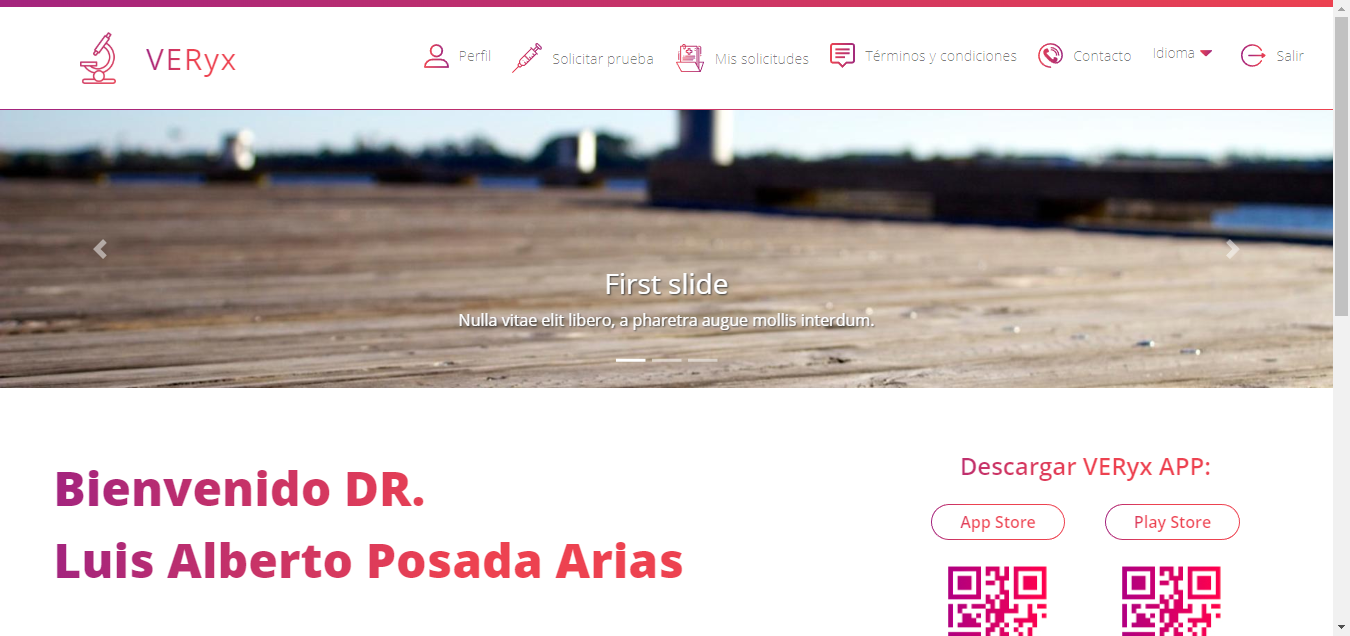 VERyx
Perfil
Solicitar prueba
Mis solicitudes
Términos y condiciones
Contacto
Idioma
Salir
First slide
Nulla vitae elit libero, a pharetra augue mollis interdum.
Bienvenido DR.
Luis Alberto Posada Arias
Descargar VERyx APP:
App Store
Play Store